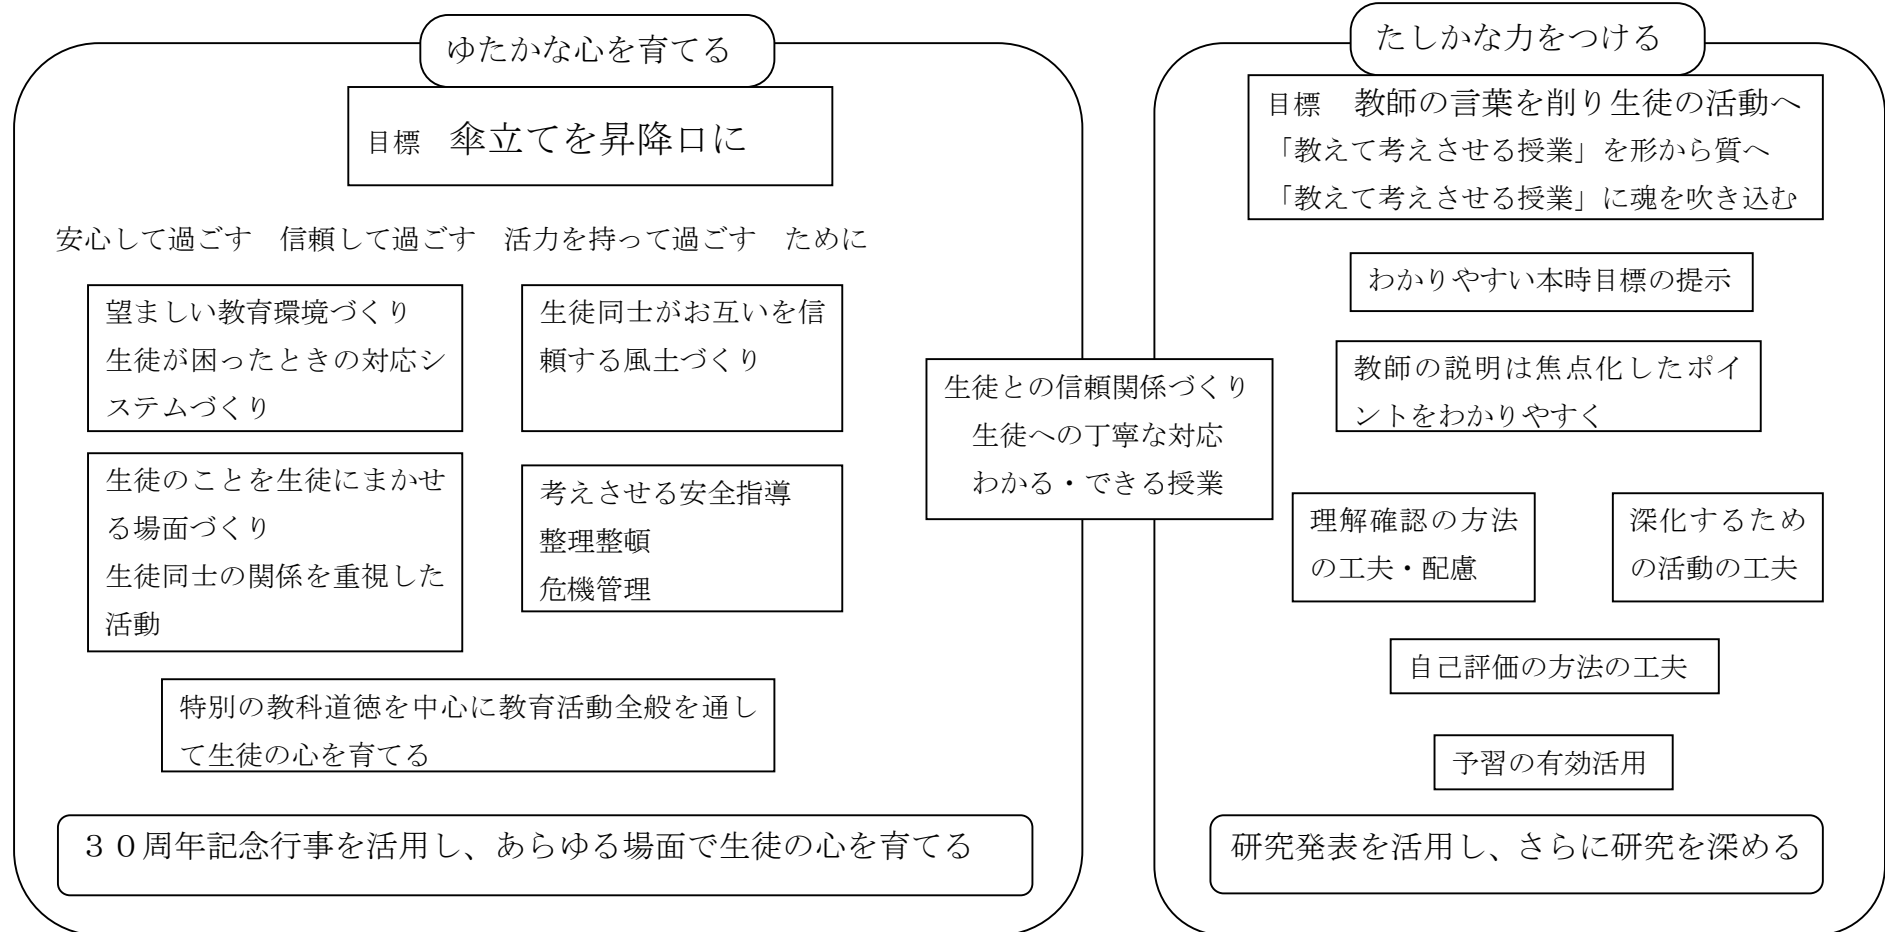 ゆたかな心を育てる
目標　傘立てを昇降口に
安心して過ごす　信頼して過ごす　活力を持って過ごす　ために
望ましい教育環境づくり
生徒が困ったときの対応シ
ステムづくり
生徒同士がお互いを信
頼する風土づくり
生徒のことを生徒にまかせ
る場面づくり
生徒同士の関係を重視した
活動
考えさせる安全指導
整理整頓
危機管理
特別の教科道徳を中心に教育活動全般を通し
て生徒の心を育てる
３０周年記念行事を活用し、あらゆる場面で生徒の心を育てる
生徒との信頼関係づくり
生徒への丁寧な対応
わかる・できる授業
たしかな力をつける
目標　教師の言葉を削り生徒の活動へ
「教えて考えさせる授業」を形から質へ
「教えて考えさせる授業」に魂を吹き込む
わかりやすい本時目標の提示
教師の説明は焦点化したポイ
ントをわかりやすく
理解確認の方法
の工夫・配慮
深化するため
の活動の工夫
自己評価の方法の工夫
予習の有効活用
研究発表を活用し、さらに研究を深める